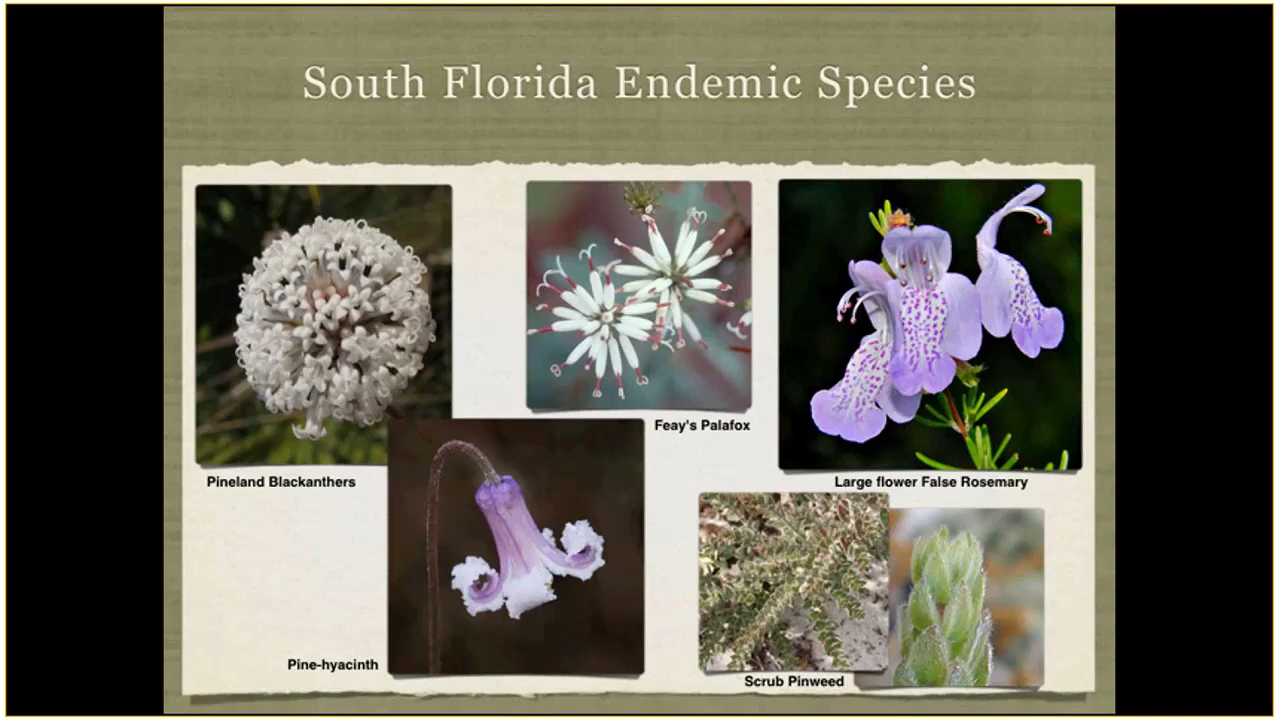 South Florida Endemic Species
Feay's Palafox
Pineland Blackanthers
Large flower False Rosemary
Pine-hyacinth
Scrub Pinweed